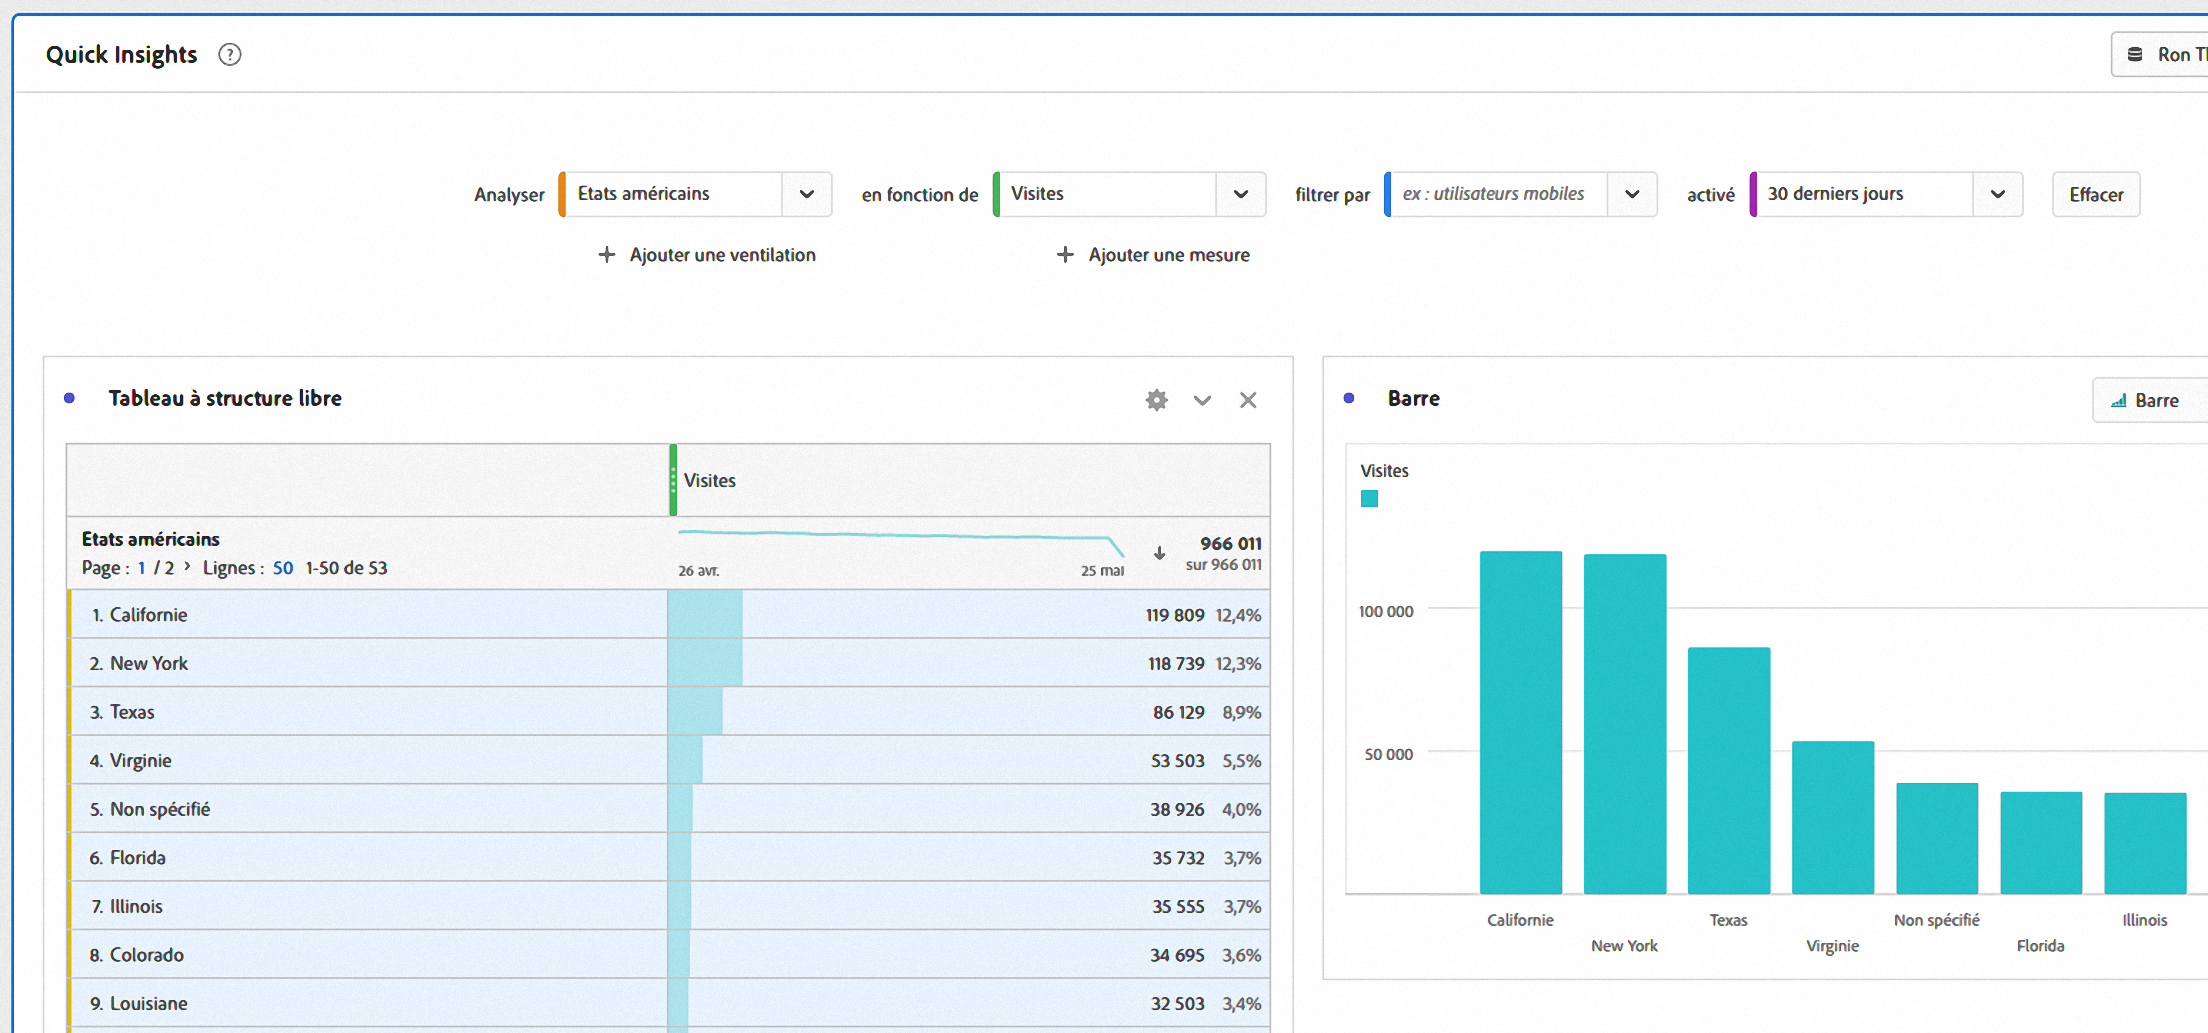 Quick Insights ?
Analyser Etats américains en fonction de Visites filtrer par ex : utilisateurs mobiles activé 30 derniers jours Effacer
+ Ajouter une ventilation + Ajouter une mesure
Tableau à structure libre
Visites
Etats américains
Page : 1 / 2 > Lignes : 50 1-50 de 53
26 avr. 25 mai
966 011
sur 966 011
1. Californie 119 809 12,4%
2. New York 118 739 12,3%
3. Texas 86 129 8,9%
4. Virginie 53 503 5,5%
5. Non spécifié 38 926 4,0%
6. Florida 35 732 3,7%
7. Illinois 35 555 3,7%
8. Colorado 34 695 3,6%
9. Louisiane 32 503 3,4%
Ron
Barre
Barre
Visites
100 000
50 000
Californie
New York
Texas
Virginie
Non spécifié
Florida
Illinois